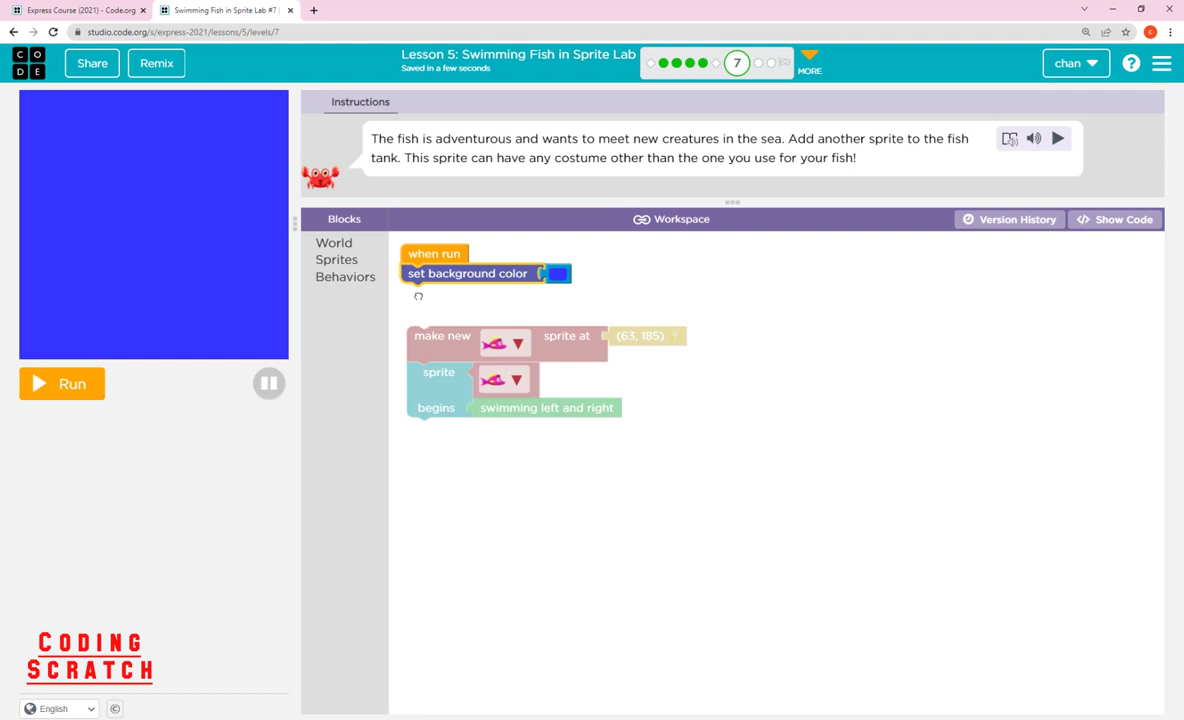 Express Course (2021) - Code.org
Swimming Fish in Sprite Lab #7
studio.code.org/s/express-2021/lessons/5/levels/7
C O
D E
Share
Remix
Lesson 5: Swimming Fish in Sprite Lab
Saved in a few seconds
7
MORE
chan
?
Instructions
The fish is adventurous and wants to meet new creatures in the sea. Add another sprite to the fish
tank. This sprite can have any costume other than the one you use for your fish!
Blocks
Workspace
Version History
Show Code
World
Sprites
Behaviors
when run
set background color
make new
sprite at
(63, 185)
sprite
begins
swimming left and right
Run
CODING
SCRATCH
English
©